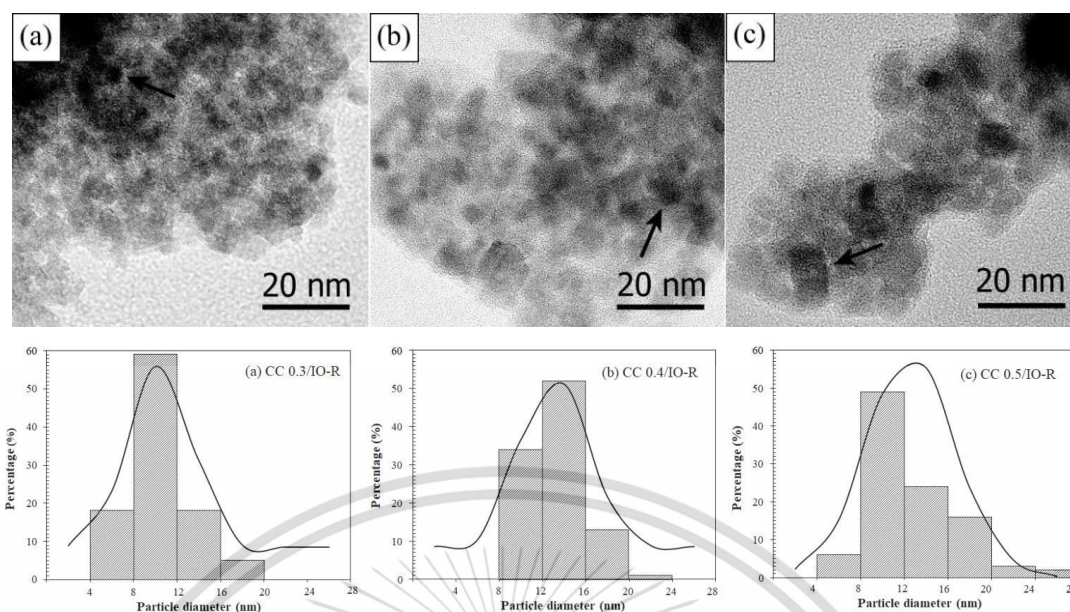 (a)
20 nm
(b)
20 nm
(c)
20 nm
(a) CC 0.3/IO-R
Percentage (%)
60
50
40
30
20
10
0
4 8 12 16 20 24 28
Particle diameter (nm)
(b) CC 0.4/IO-R
Percentage (%)
60
50
40
30
20
10
0
4 8 12 16 20 24 28
Particle diameter (nm)
(c) CC 0.5/IO-R
Percentage (%)
60
50
40
30
20
10
0
4 8 12 16 20 24
Particle diameter (nm)